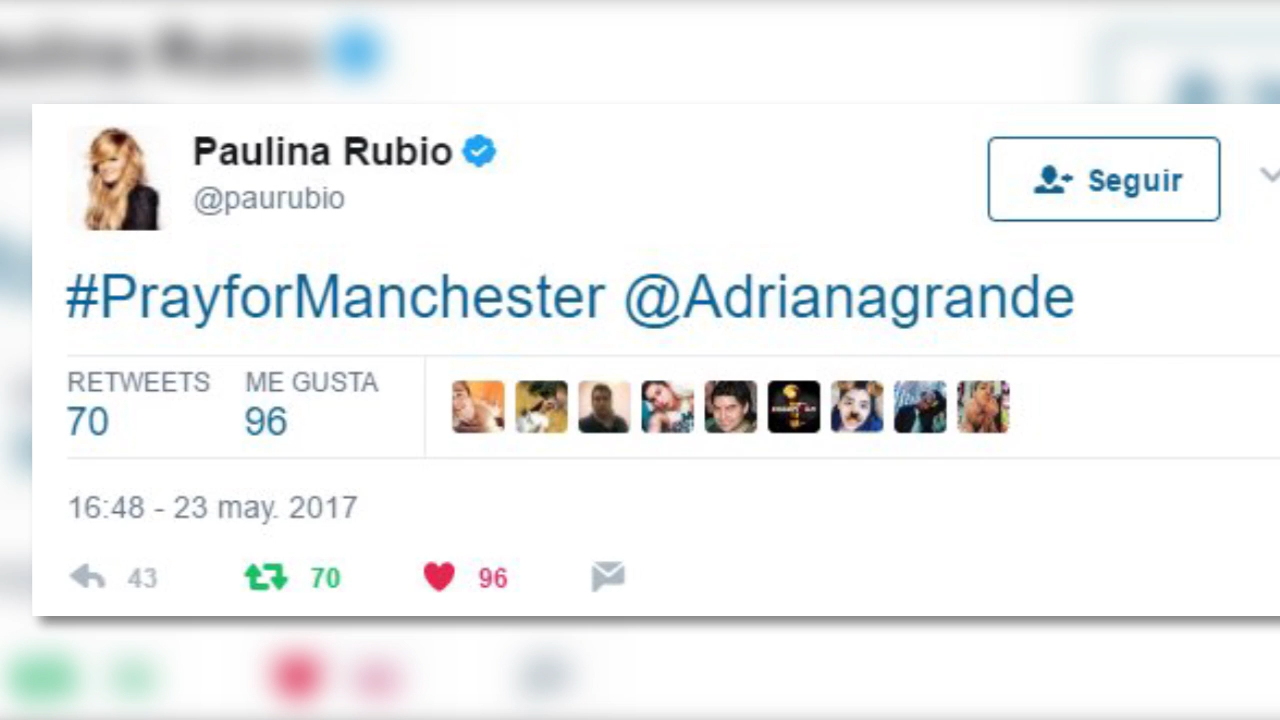 Paulina Rubio
@paurubio
Seguir
#PrayforManchester @Adrianagrande
RETWEETS ME GUSTA
70 96
16:48 - 23 may. 2017
43 70 96